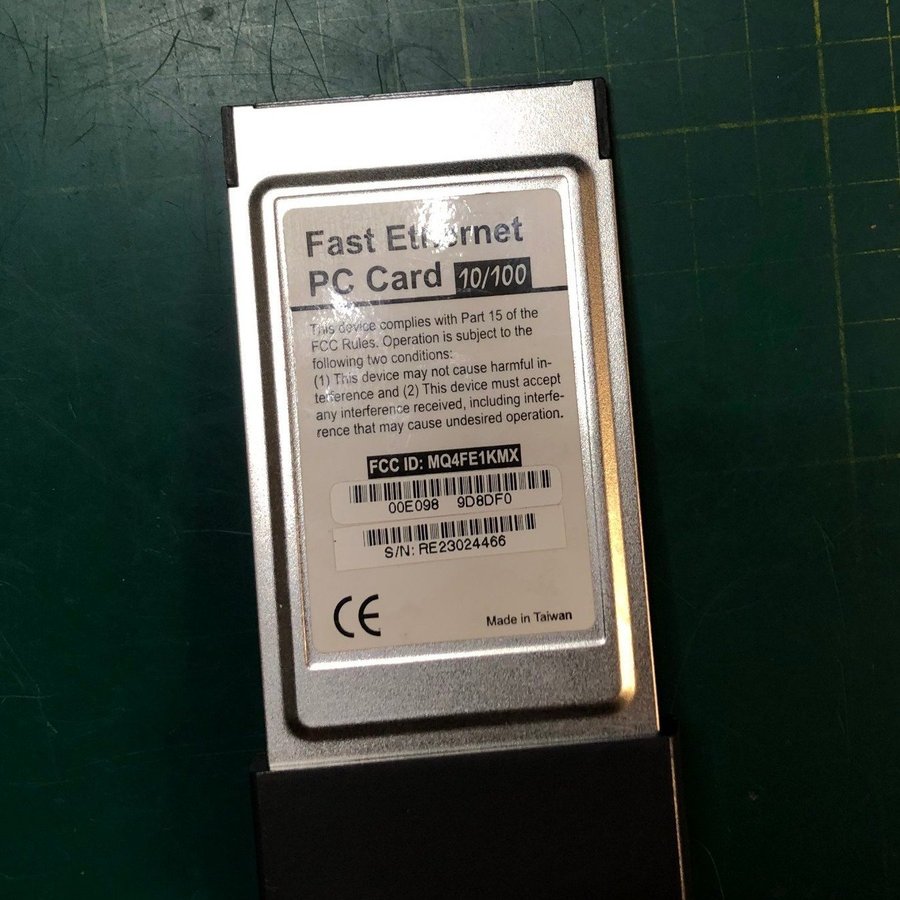 Fast Ethernet
PC Card 10/100
This device complies with Part 15 of the
FCC Rules. Operation is subject to the
following two conditions:
(1) This device may not cause harmful in-
terference and (2) This device must accept
any interference received, including interfe-
rence that may cause undesired operation.
FCC ID: MQ4FE1KMX
00E098 9D8DF0
S/N: RE23024466
CE
Made in Taiwan